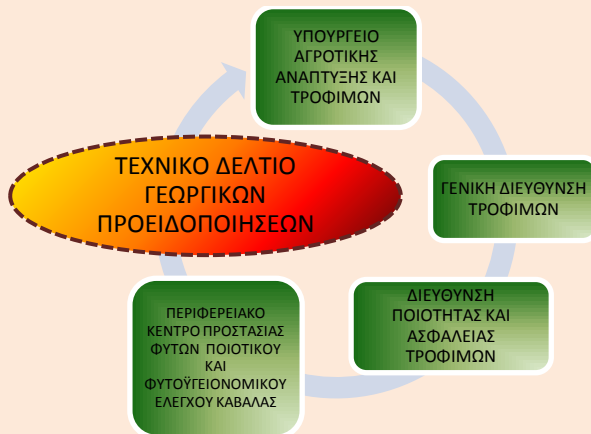 ΥΠΟΥΡΓΕΙΟ
ΑΓΡΟΤΙΚΗΣ
ΑΝΑΠΤΥΞΗΣ ΚΑΙ
ΤΡΟΦΙΜΩΝ
ΓΕΝΙΚΗ ΔΙΕΥΘΥΝΣΗ
ΤΡΟΦΙΜΩΝ
ΔΙΕΥΘΥΝΣΗ
ΠΟΙΟΤΗΤΑΣ ΚΑΙ
ΑΣΦΑΛΕΙΑΣ
ΤΡΟΦΙΜΩΝ
ΠΕΡΙΦΕΡΕΙΑΚΟ
ΚΕΝΤΡΟ ΠΡΟΣΤΑΣΙΑΣ
ΦΥΤΩΝ ΠΟΙΟΤΙΚΟΥ
ΚΑΙ
ΦΥΤΟΫΓΕΙΟΝΟΜΙΚΟΥ
ΕΛΕΓΧΟΥ ΚΑΒΑΛΑΣ
ΤΕΧΝΙΚΟ ΔΕΛΤΙΟ
ΓΕΩΡΓΙΚΩΝ
ΠΡΟΕΙΔΟΠΟΙΗΣΕΩΝ